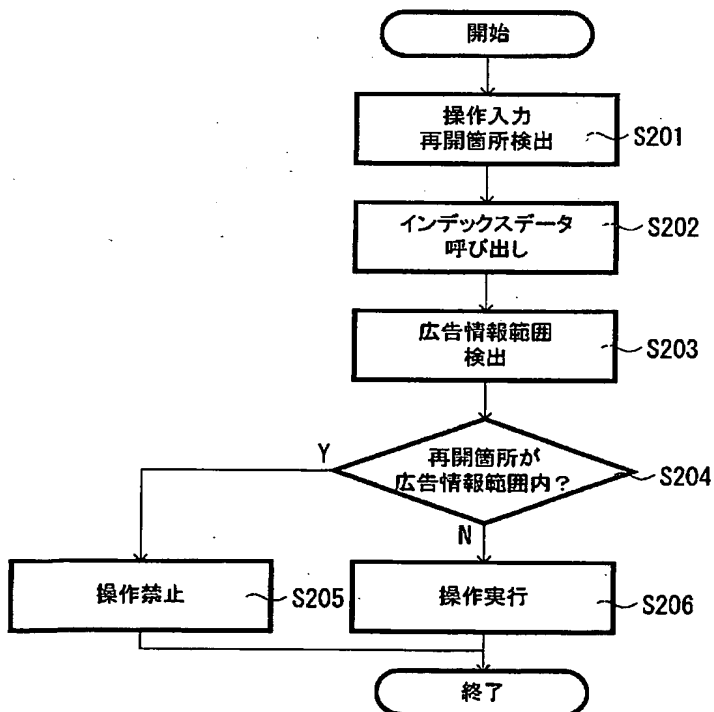 開始
操作入力
再開箇所検出
S201
インデックスデータ
呼び出し
S202
広告情報範囲
検出
S203
再開箇所が
広告情報範囲内？
S204
Y
N
操作禁止
S205
操作実行
S206
終了